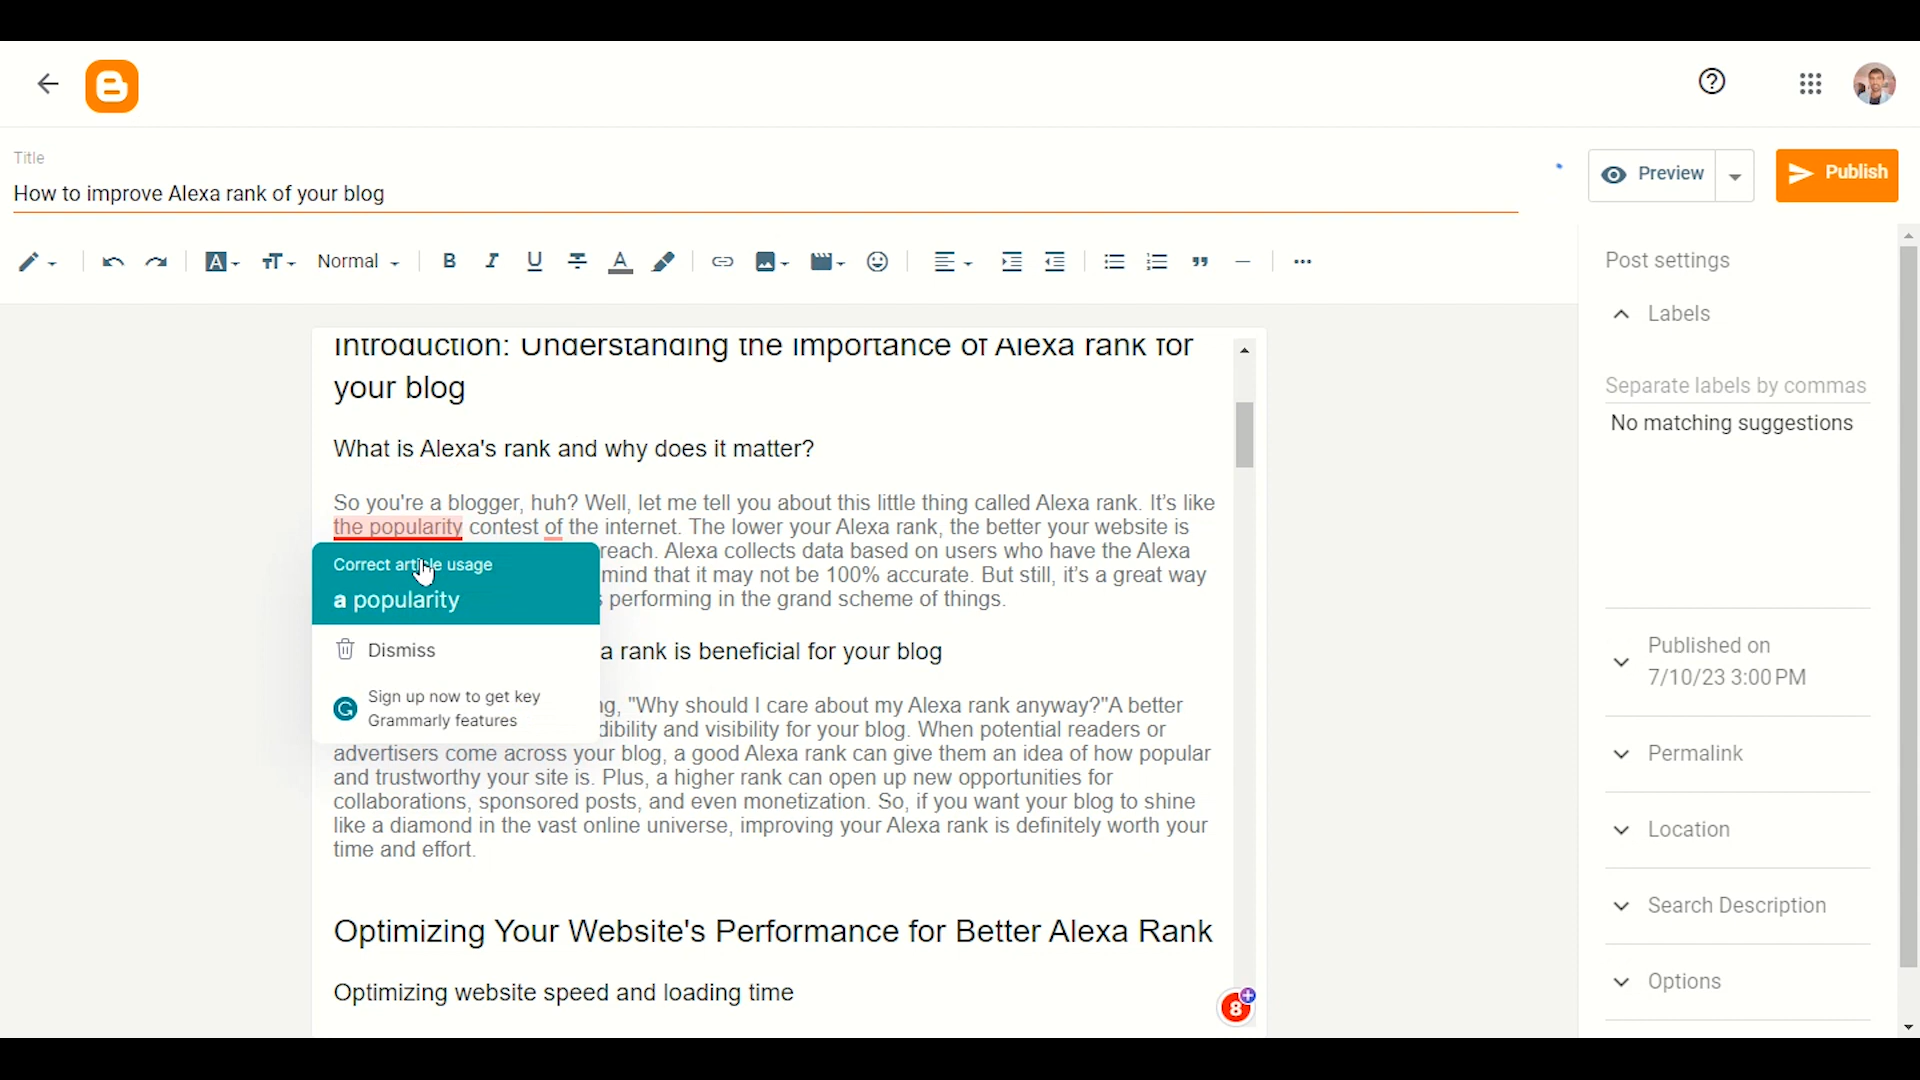 Title
How to improve Alexa rank of your blog
Preview
Publish
Normal
Introduction: Understanding the importance of Alexa rank for
your blog
What is Alexa's rank and why does it matter?
So you're a blogger, huh? Well, let me tell you about this little thing called Alexa rank. It's like
the popularity contest of the internet. The lower your Alexa rank, the better your website is
reach. Alexa collects data based on users who have the Alexa
mind that it may not be 100% accurate. But still, it's a great way
s performing in the grand scheme of things.
Correct article usage
a popularity
Dismiss
Sign up now to get key
Grammarly features
a rank is beneficial for your blog
ng, "Why should I care about my Alexa rank anyway?"A better
dibility and visibility for your blog. When potential readers or
advertisers come across your blog, a good Alexa rank can give them an idea of how popular
and trustworthy your site is. Plus, a higher rank can open up new opportunities for
collaborations, sponsored posts, and even monetization. So, if you want your blog to shine
like a diamond in the vast online universe, improving your Alexa rank is definitely worth your
time and effort.
Optimizing Your Website's Performance for Better Alexa Rank
Optimizing website speed and loading time
8
Post settings
Labels
Separate labels by commas
No matching suggestions
Published on
7/10/23 3:00 PM
Permalink
Location
Search Description
Options